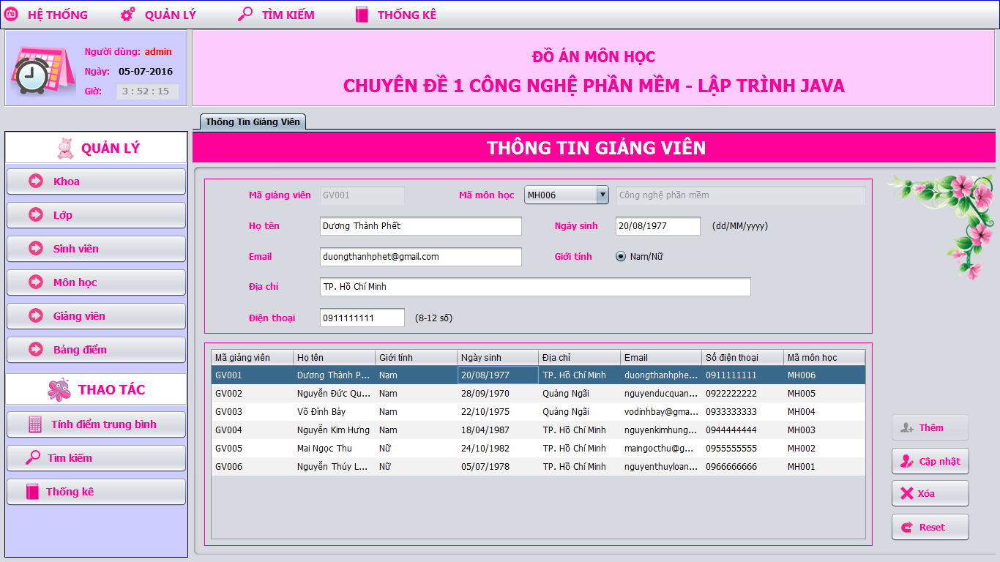 HỆ THỐNG QUẢN LÝ TÌM KIẾM THỐNG KÊ
Người dùng: admin
Ngày: 05-07-2016
Giờ: 3 : 52 : 15
ĐỒ ÁN MÔN HỌC
CHUYÊN ĐỀ 1 CÔNG NGHỆ PHẦN MỀM - LẬP TRÌNH JAVA
QUẢN LÝ
Khoa
Lớp
Sinh viên
Môn học
Giảng viên
Bảng điểm
THAO TÁC
Tính điểm trung bình
Tìm kiếm
Thống kê
Thông Tin Giảng Viên
THÔNG TIN GIẢNG VIÊN
Mã giảng viên GV001 Mã môn học MH006 Công nghệ phần mềm
Họ tên Dương Thành Phết Ngày sinh 20/08/1977 (dd/MM/yyyy)
Email duongthanhphet@gmail.com Giới tính Nam/Nữ
Địa chỉ TP. Hồ Chí Minh
Điện thoại 0911111111 (8-12 số)
Mã giảng viên Họ tên Giới tính Ngày sinh Địa chỉ Email Số điện thoại Mã môn học
GV001 Dương Thành P... Nam 20/08/1977 TP. Hồ Chí Minh duongthanhphe... 0911111111 MH006
GV002 Nguyễn Đức Qu... Nam 28/09/1970 Quảng Ngãi nguyenducquan... 0922222222 MH005
GV003 Võ Đình Bảy Nam 22/10/1975 Quảng Ngãi vodinhbay@gma... 0933333333 MH004
GV004 Nguyễn Kim Hưng Nam 18/04/1987 TP. Hồ Chí Minh nguyenkimhung... 0944444444 MH003
GV005 Mai Ngọc Thu Nữ 24/10/1982 TP. Hồ Chí Minh maingocthu@g... 0955555555 MH002
GV006 Nguyễn Thúy L... Nữ 05/07/1978 TP. Hồ Chí Minh nguyenthuyloan... 0966666666 MH001
Thêm
Cập nhật
Xóa
Reset